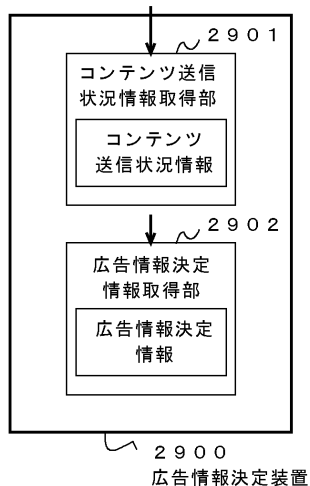 ２９０１
コンテンツ送信
状況情報取得部
コンテンツ
送信状況情報
２９０２
広告情報決定
情報取得部
広告情報決定
情報
２９００
広告情報決定装置